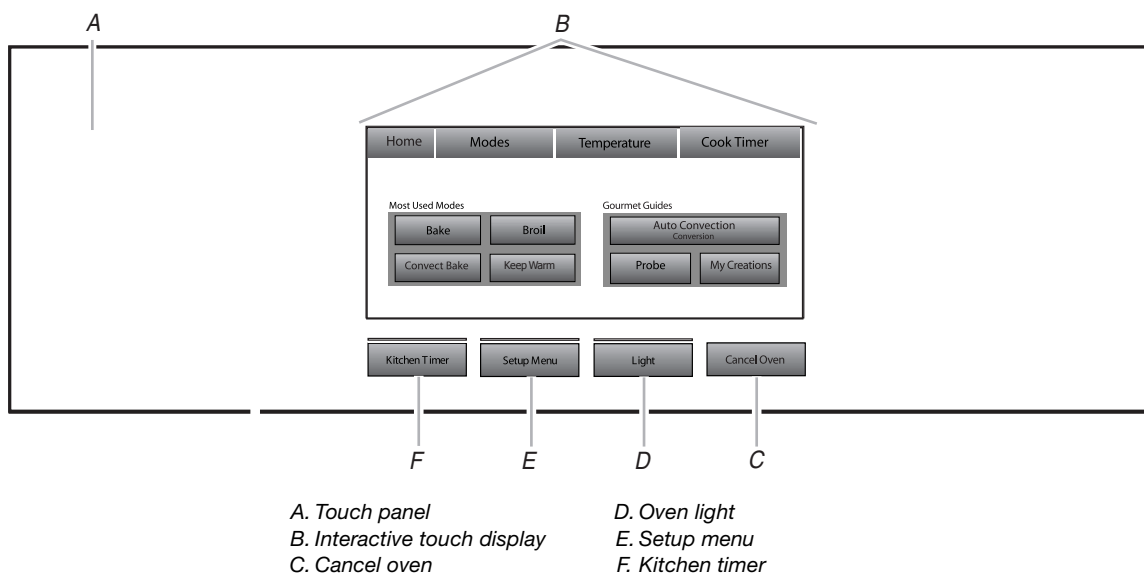 A
B
Home Modes Temperature Cook Timer
Most Used Modes
Gourmet Guides
Bake Broil
Auto Convection
Conversion
Convect Bake Keep Warm
Probe My Creations
Kitchen Timer Setup Menu Light Cancel Oven
F E D C
A. Touch panel
B. Interactive touch display
C. Cancel oven
D. Oven light
E. Setup menu
F. Kitchen timer